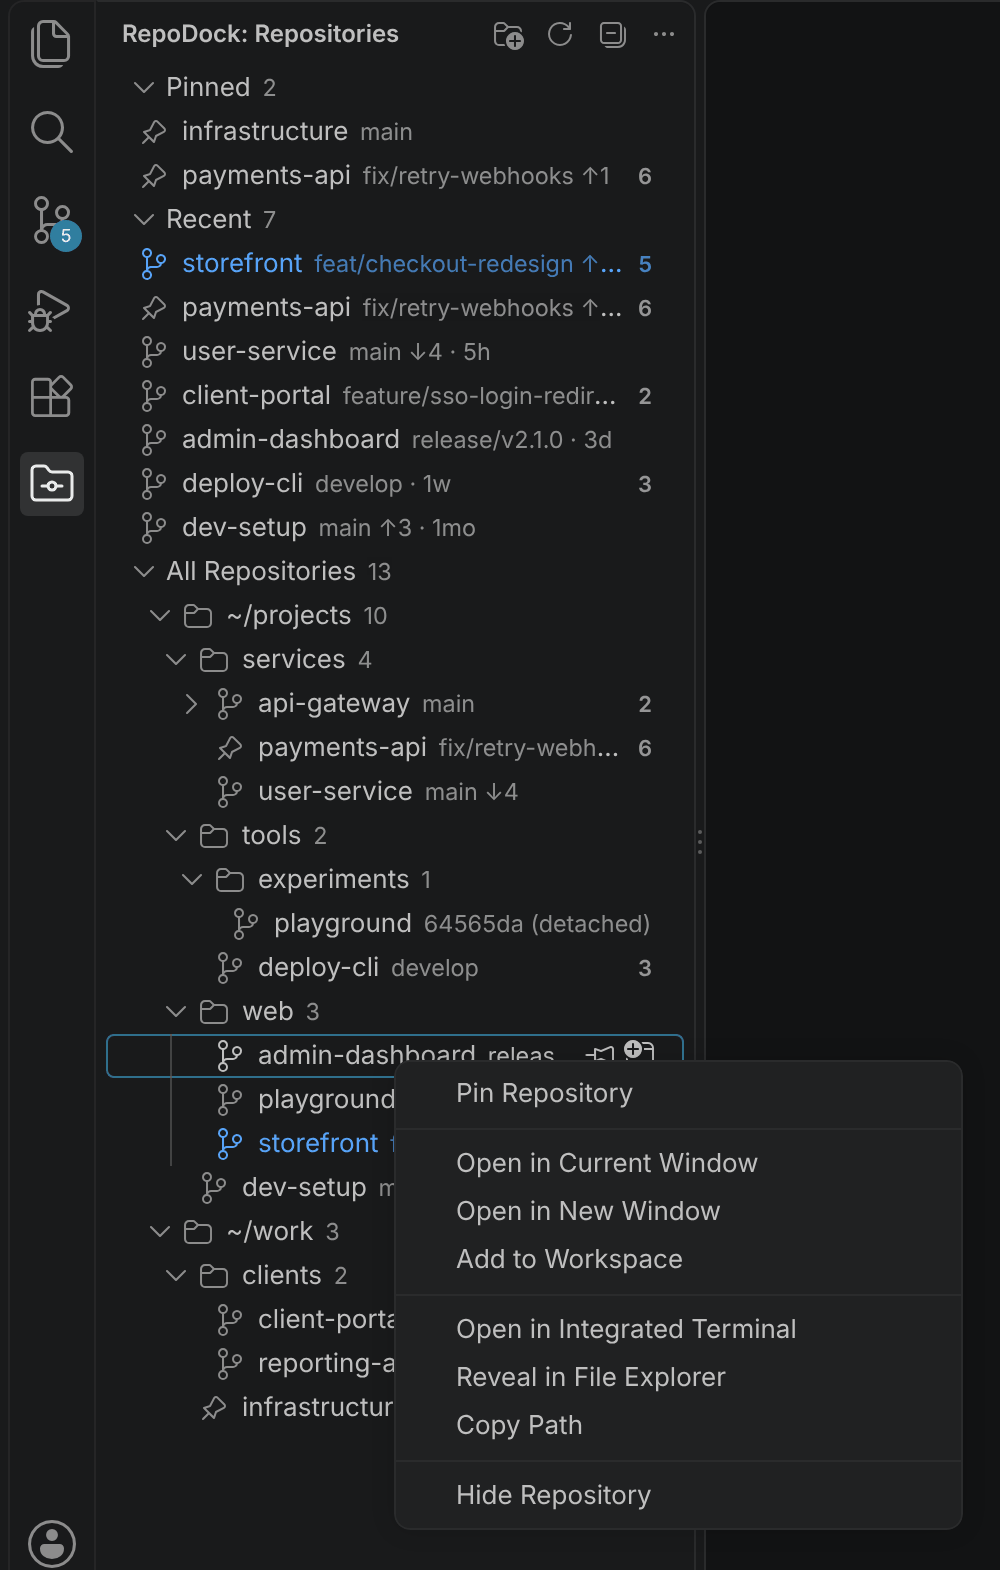 RepoDock: Repositories
Pinned 2
infrastructure main
payments-api fix/retry-webhooks ↑1 6
Recent 7
5
storefront feat/checkout-redesign ↑... 5
payments-api fix/retry-webhooks ↑... 6
user-service main ↓4 · 5h
client-portal feature/sso-login-redir... 2
admin-dashboard release/v2.1.0 · 3d
deploy-cli develop · 1w 3
dev-setup main ↑3 · 1mo
All Repositories 13
~/projects 10
services 4
api-gateway main 2
payments-api fix/retry-webh... 6
user-service main ↓4
tools 2
experiments 1
playground 64565da (detached)
deploy-cli develop 3
web 3
admin-dashboard releas
playground
storefront
dev-setup
~/work 3
clients 2
client-porta
reporting-a
infrastructur
Pin Repository
Open in Current Window
Open in New Window
Add to Workspace
Open in Integrated Terminal
Reveal in File Explorer
Copy Path
Hide Repository